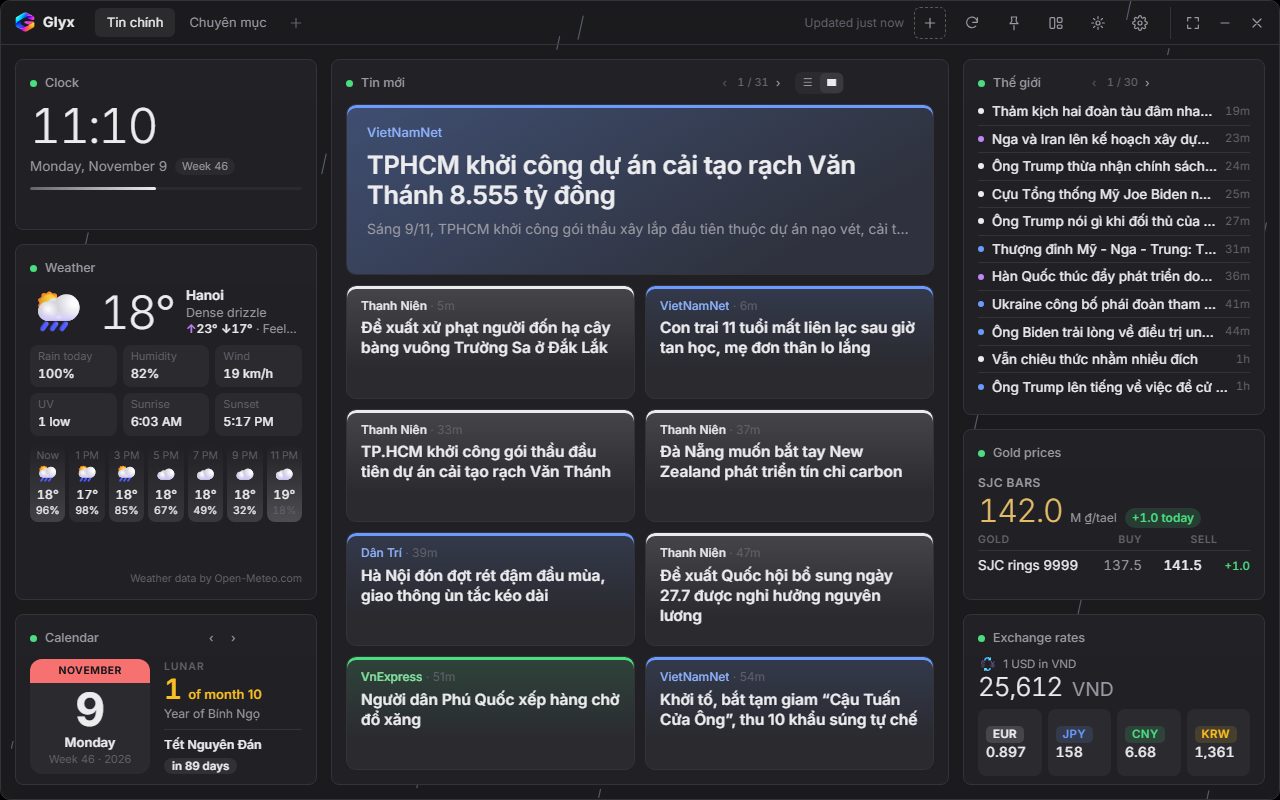 Glyx
Tin chính
Chuyên mục
Updated just now
Clock
11:10
Monday, November 9 Week 46
Weather
18°
Hanoi
Dense drizzle
↑23° ↓17° · Feel...
Rain today
100%
Humidity
82%
Wind
19 km/h
UV
1 low
Sunrise
6:03 AM
Sunset
5:17 PM
Now 1 PM 3 PM 5 PM 7 PM 9 PM 11 PM
18° 17° 18° 18° 18° 18° 19°
96% 98% 85% 67% 49% 32% 18%
Weather data by Open-Meteo.com
Calendar
NOVEMBER
9
Monday
Week 46 · 2026
LUNAR
1 of month 10
Year of Bính Ngọ
Tết Nguyên Đán
in 89 days
Tin mới
1 / 31
VietNamNet
TPHCM khởi công dự án cải tạo rạch Văn
Thánh 8.555 tỷ đồng
Sáng 9/11, TPHCM khởi công gói thầu xây lắp đầu tiên thuộc dự án nạo vét, cải t...
Thanh Niên · 5m
Đề xuất xử phạt người đốn hạ cây
bàng vuông Trường Sa ở Đắk Lắk
VietNamNet · 6m
Con trai 11 tuổi mất liên lạc sau giờ
tan học, mẹ đơn thân lo lắng
Thanh Niên · 33m
TP.HCM khởi công gói thầu đầu
tiên dự án cải tạo rạch Văn Thánh
Thanh Niên · 37m
Đà Nẵng muốn bắt tay New
Zealand phát triển tín chỉ carbon
Dân Trí · 39m
Hà Nội đón đợt rét đậm đầu mùa,
giao thông ùn tắc kéo dài
Thanh Niên · 47m
Đề xuất Quốc hội bổ sung ngày
27.7 được nghỉ hưởng nguyên
lương
VnExpress · 51m
Người dân Phú Quốc xếp hàng chờ
đổ xăng
VietNamNet · 54m
Khởi tố, bắt tạm giam “Cậu Tuấn
Cửa Ông”, thu 10 khẩu súng tự chế
Thế giới
1 / 30
Thảm kịch hai đoàn tàu đâm nha... 19m
Nga và Iran lên kế hoạch xây dự... 23m
Ông Trump thừa nhận chính sách... 24m
Cựu Tổng thống Mỹ Joe Biden n... 25m
Ông Trump nói gì khi đối thủ của ... 27m
Thượng đỉnh Mỹ - Nga - Trung: T... 31m
Hàn Quốc thúc đẩy phát triển do... 36m
Ukraine công bố phái đoàn tham ... 41m
Ông Biden trải lòng về điều trị un... 44m
Vẫn chiêu thức nhằm nhiều đích 1h
Ông Trump lên tiếng về việc đề cử ... 1h
Gold prices
SJC BARS
142.0 M ₫/tael +1.0 today
GOLD BUY SELL
SJC rings 9999 137.5 141.5 +1.0
Exchange rates
1 USD in VND
25,612 VND
EUR
0.897
JPY
158
CNY
6.68
KRW
1,361